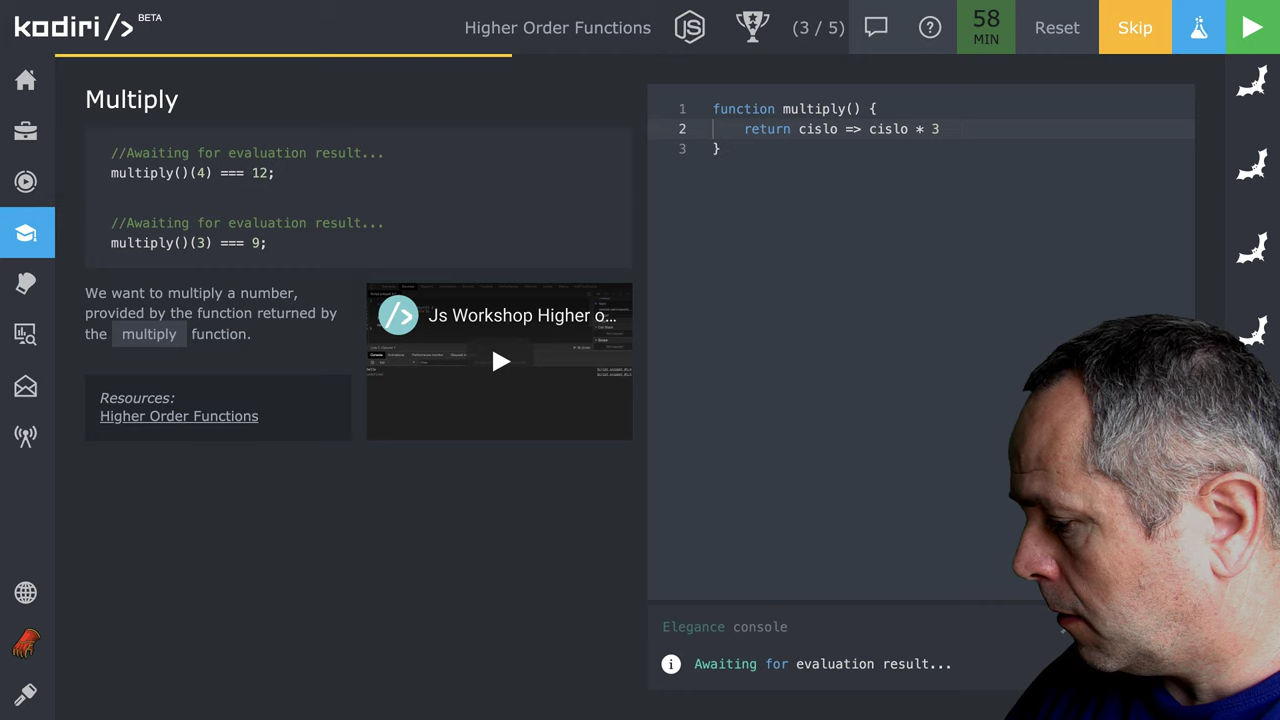 kodiri /> BETA
Higher Order Functions
JS
(3 / 5)
58
MIN
Reset
Skip
Multiply
//Awaiting for evaluation result...
multiply()(4) === 12;
//Awaiting for evaluation result...
multiply()(3) === 9;
We want to multiply a number,
provided by the function returned by
the multiply function.
Resources:
Higher Order Functions
</> Js Workshop Higher o...
1 function multiply() {
2 return cislo => cislo * 3
3 }
Elegance console
i Awaiting for evaluation result...